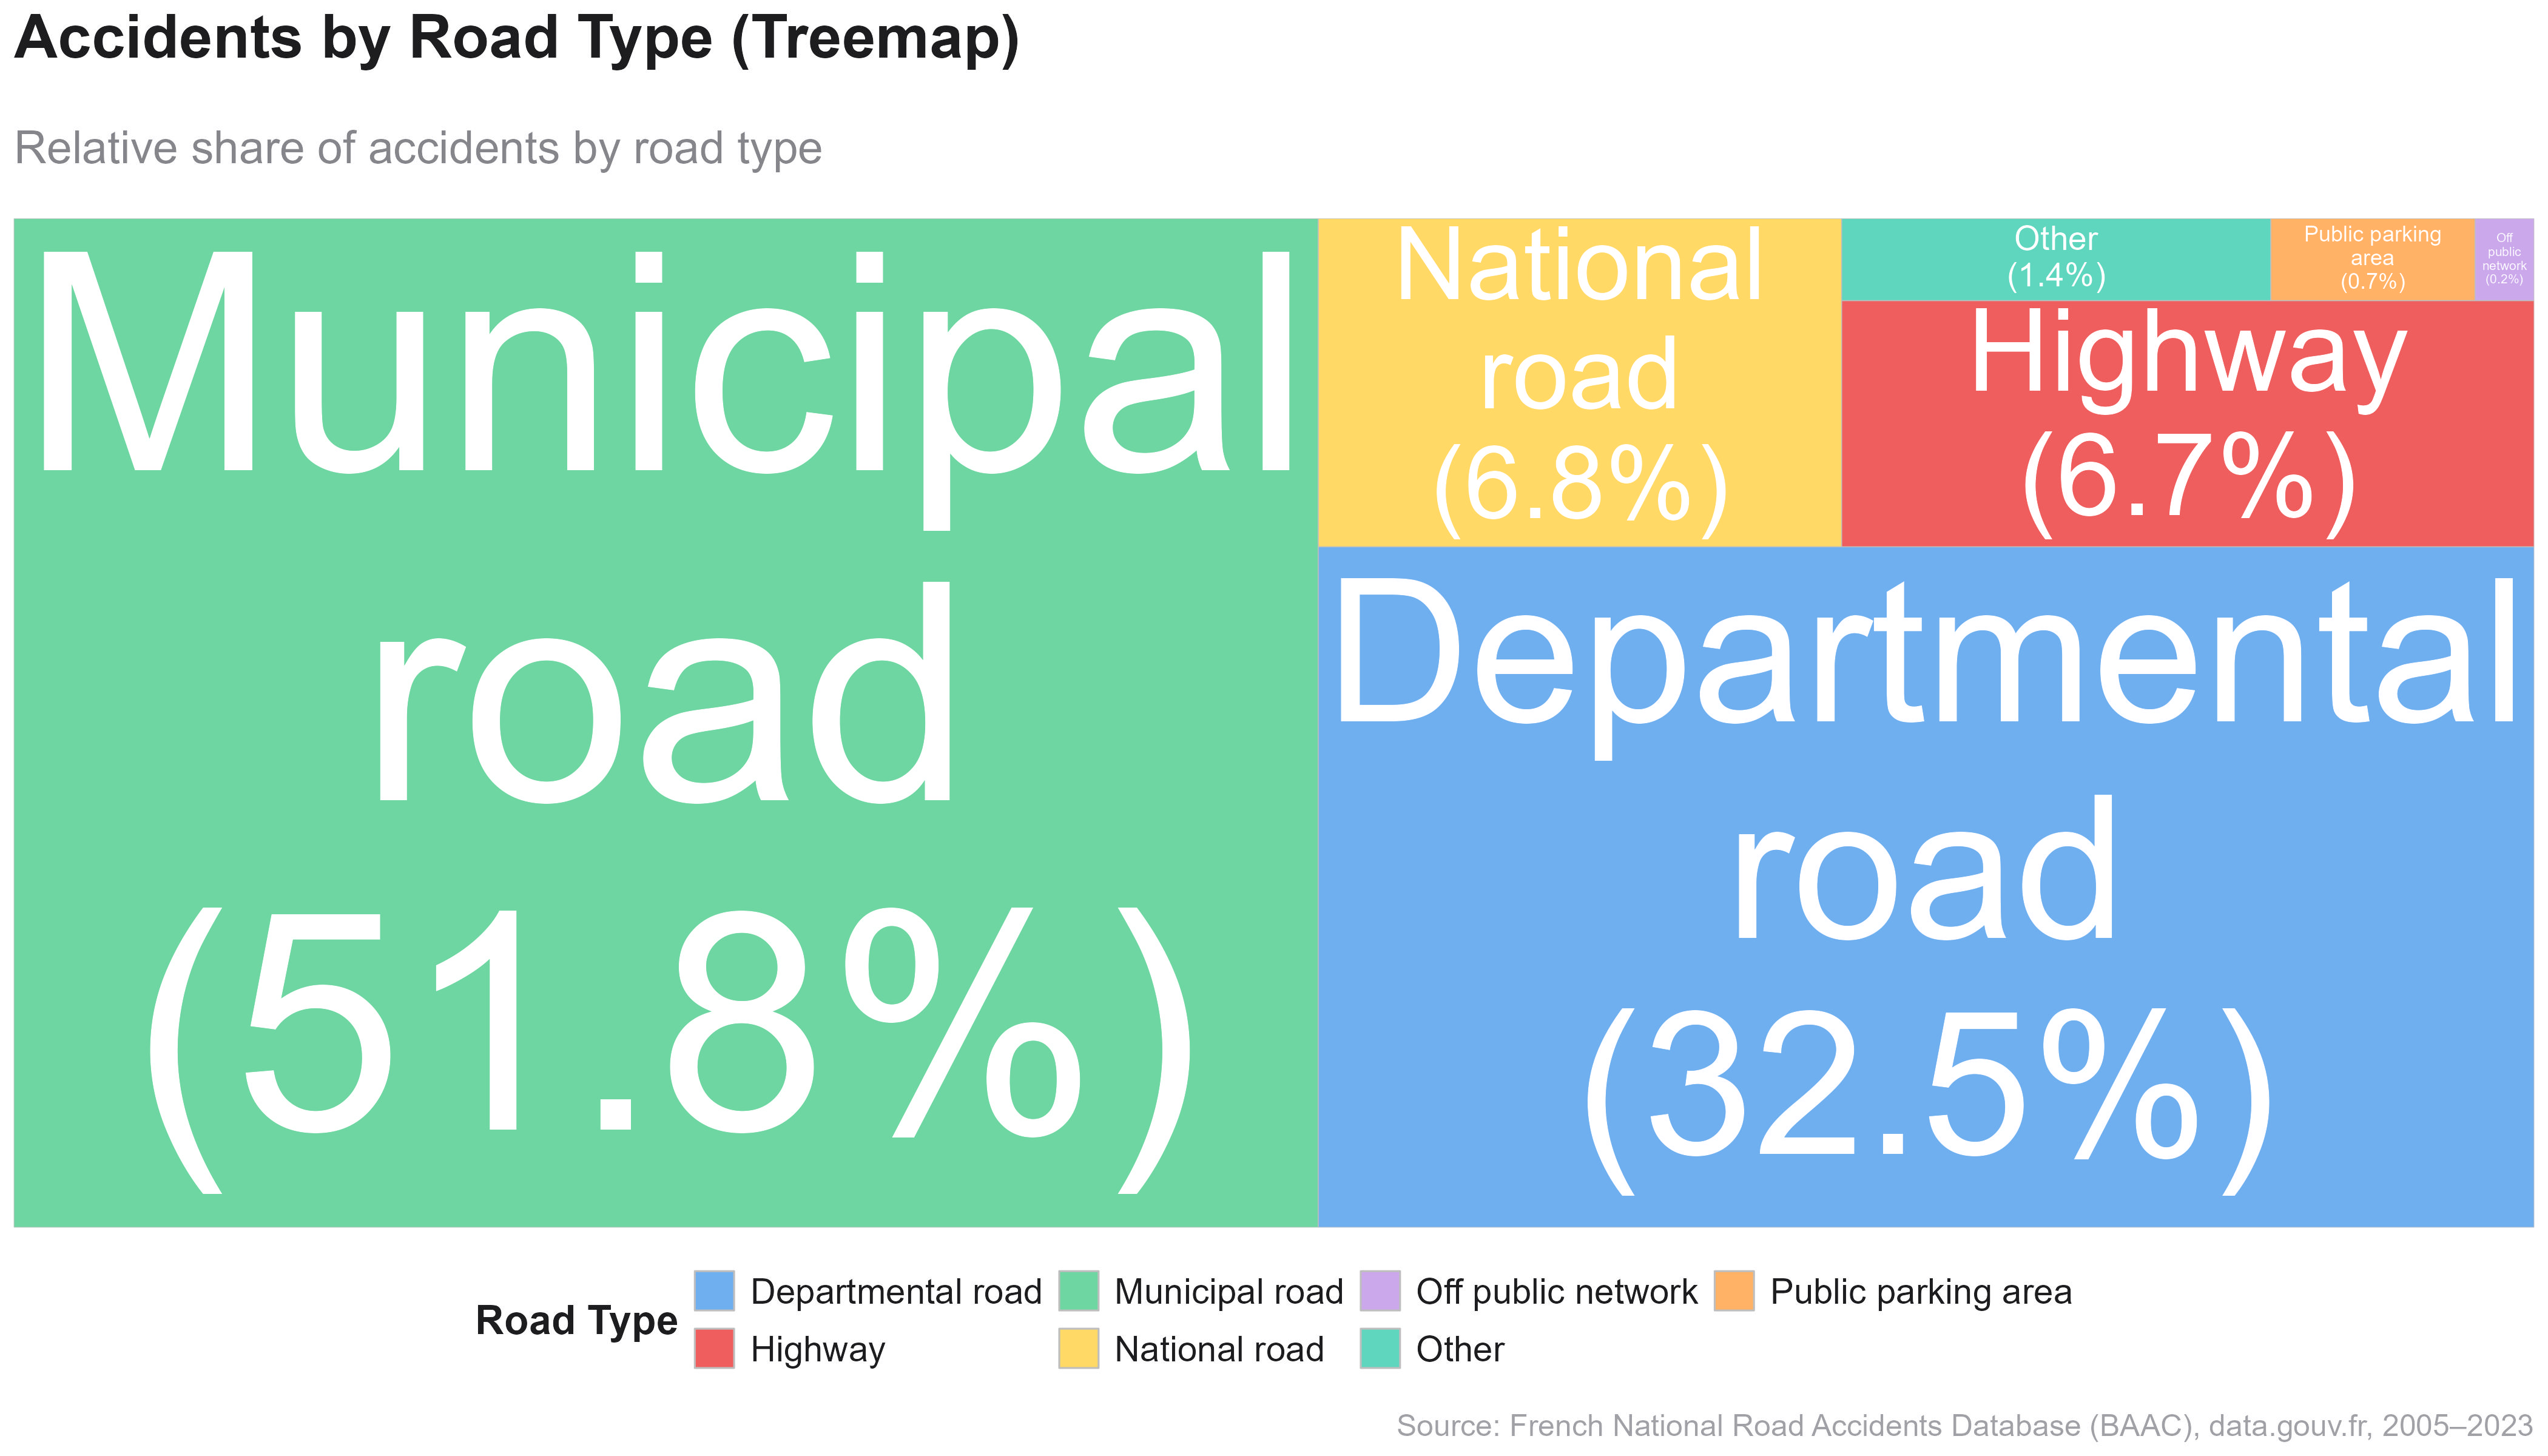 Accidents by Road Type (Treemap)
Relative share of accidents by road type
Municipal
road
(51.8%)
National
road
(6.8%)
Other
(1.4%)
Public parking
area
(0.7%)
Off
public
network
(0.2%)
Highway
(6.7%)
Departmental
road
(32.5%)
Road Type
Departmental road
Municipal road
Off public network
Public parking area
Highway
National road
Other
Source: French National Road Accidents Database (BAAC), data.gouv.fr, 2005–2023